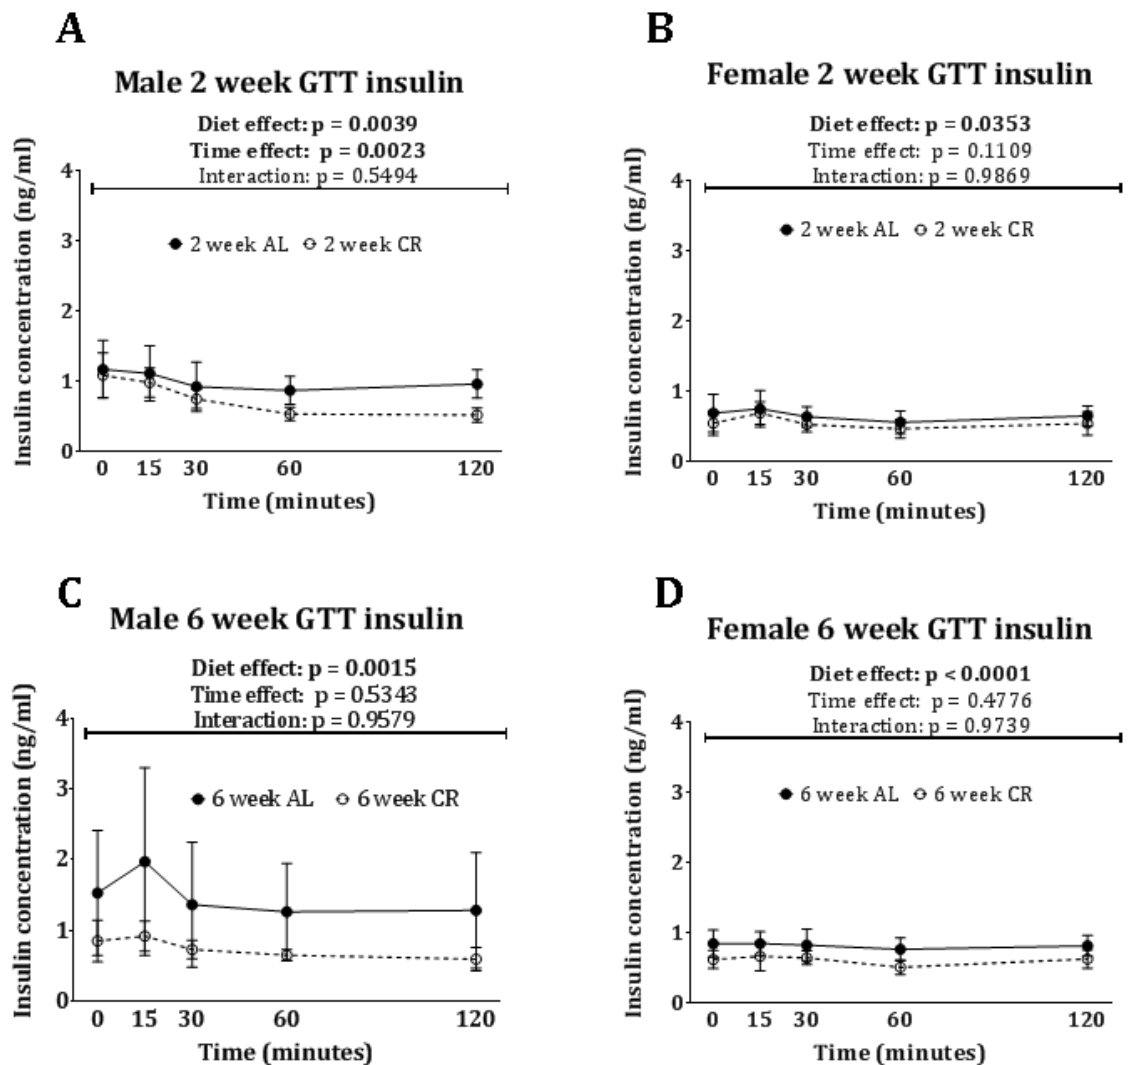 A
Male 2 week GTT insulin
Diet effect: p = 0.0039
Time effect: p = 0.0023
Interaction: p = 0.5494
Insulin concentration (ng/ml)
4
3
2
1
0
2 week AL 2 week CR
0 15 30 60 120
Time (minutes)
B
Female 2 week GTT insulin
Diet effect: p = 0.0353
Time effect: p = 0.1109
Interaction: p = 0.9869
Insulin concentration (ng/ml)
4
3
2
1
0
2 week AL 2 week CR
0 15 30 60 120
Time (minutes)
C
Male 6 week GTT insulin
Diet effect: p = 0.0015
Time effect: p = 0.5343
Interaction: p = 0.9579
Insulin concentration (ng/ml)
4
3
2
1
0
6 week AL 6 week CR
0 15 30 60 120
Time (minutes)
D
Female 6 week GTT insulin
Diet effect: p < 0.0001
Time effect: p = 0.4776
Interaction: p = 0.9739
Insulin concentration (ng/ml)
4
3
2
1
0
6 week AL 6 week CR
0 15 30 60 120
Time (minutes)